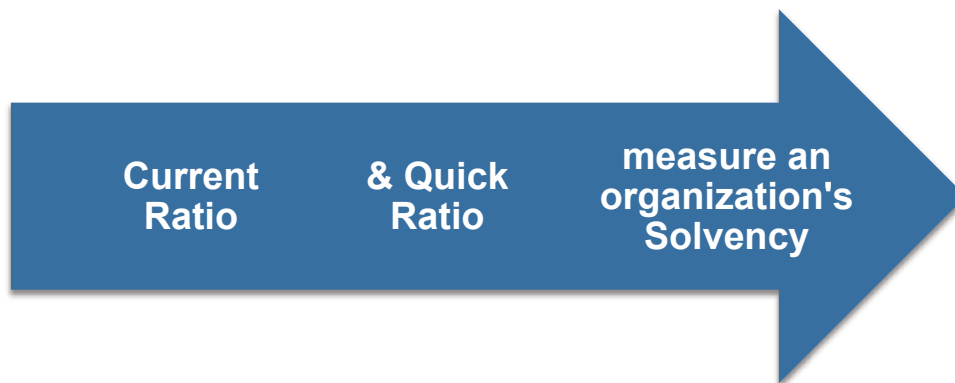 Current
Ratio
& Quick
Ratio
measure an
organization's
Solvency